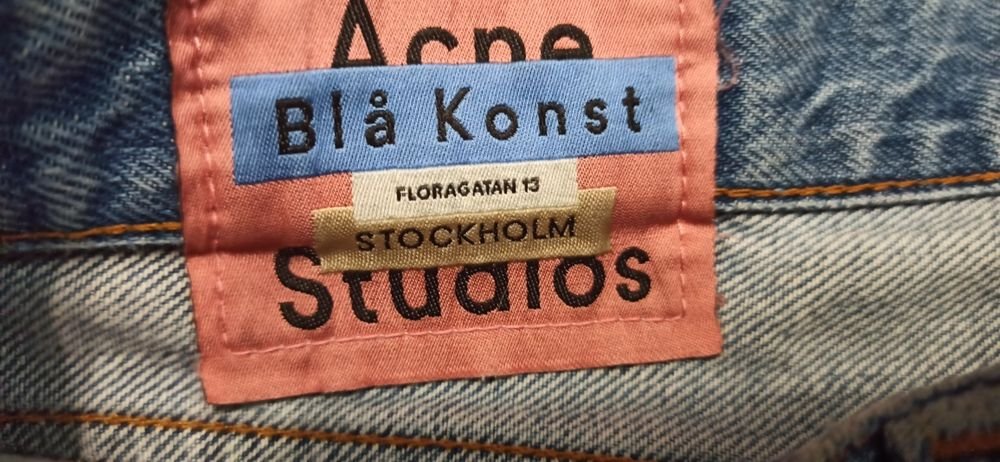 Acne
Blå Konst
FLORAGATAN 13
STOCKHOLM
Studios